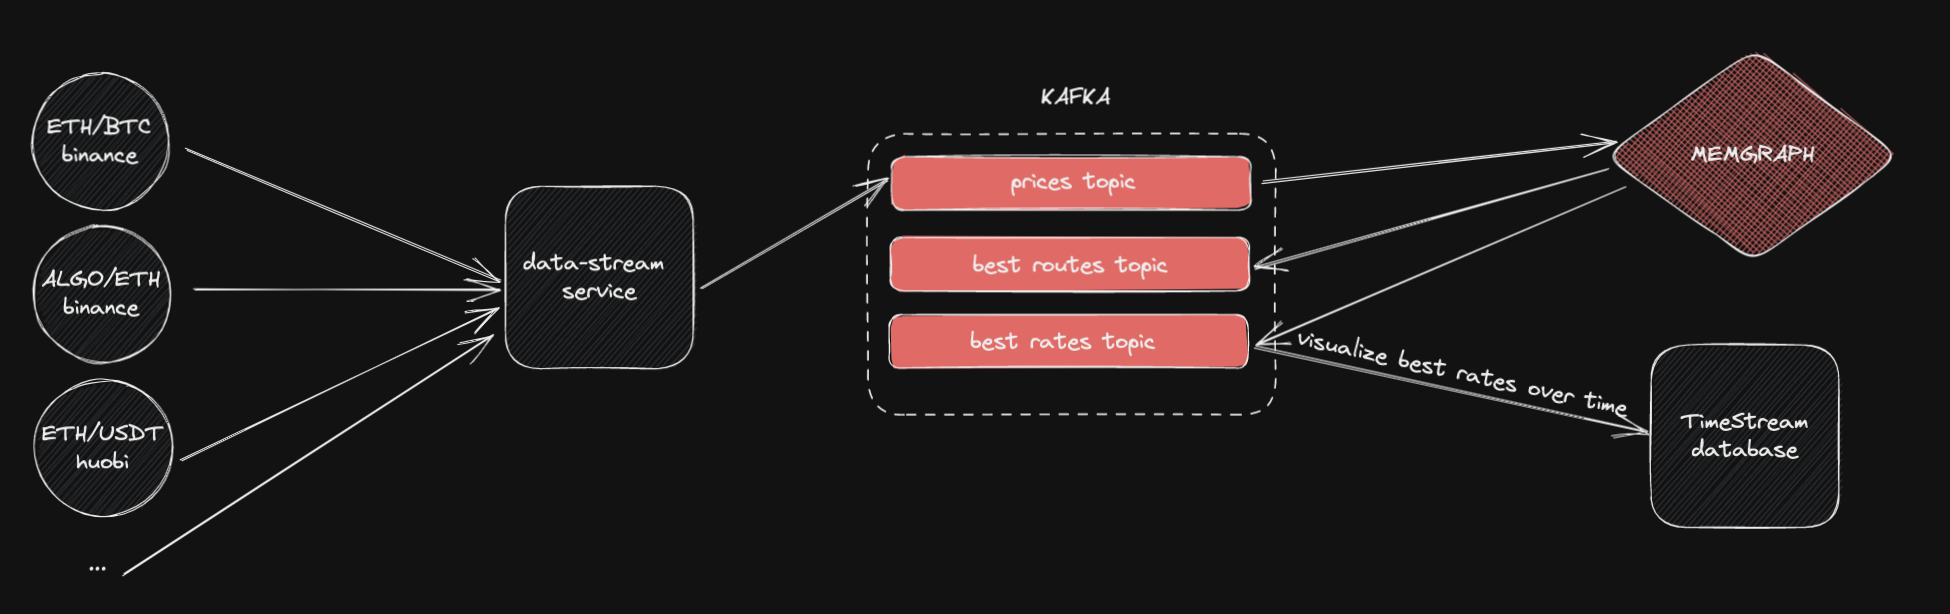 ETH/BTC
binance
ALGO/ETH
binance
ETH/USDT
huobi
...
data-stream
service
KAFKA
prices topic
best routes topic
best rates topic
MEMGRAPH
visualize best rates over time
TimeStream
database